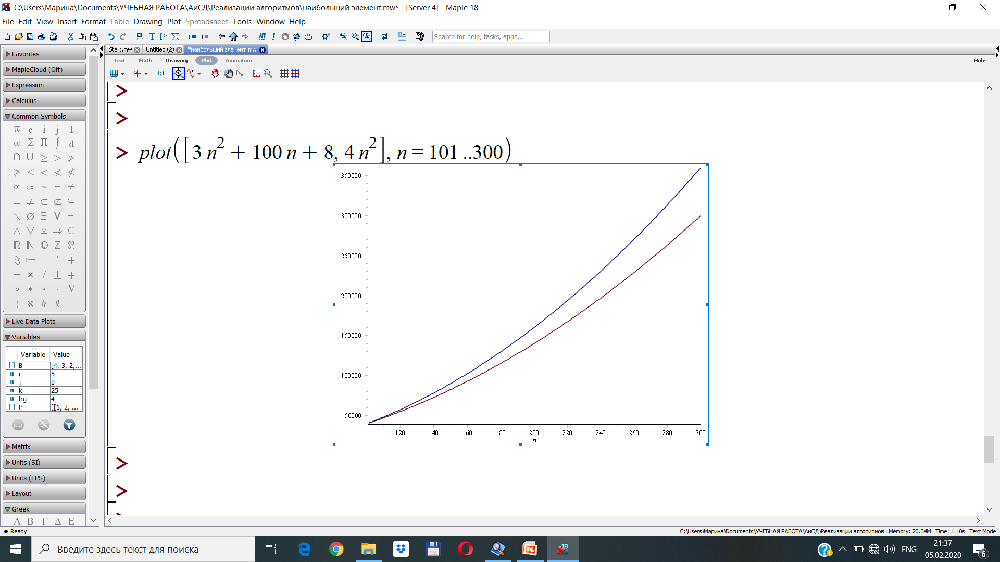 C:\Users\Марина\Documents\УЧЕБНАЯ РАБОТА\АиСД\Реализации алгоритмов\наибольший элемент.mw* - [Server 4] - Maple 18
File Edit View Insert Format Table Drawing Plot Spreadsheet Tools Window Help
Search for help, tasks, apps...
Start.mw Untitled (2) *наибольший элемент.mw
Text Math Drawing Plot Animation Hide
1:1
Favorites
MapleCloud (Off)
Expression
Calculus
Common Symbols
π e i j I
∞ Σ Π ∫ d
∩ ∪ ≥ > ≯
≱ ≤ < ≮ ≰
∝ ≈ ~ = ≠
≡ ≢ ∈ ∉ ⊆
\ ∅ ∃ ∀ ¬
∧ ∨ ⊻ ⇒ ℂ
ℝ ℕ ℚ ℤ ℜ
ℑ := ∥ ′ +
− × / ± ∓
∘ * • · ∇
! ℵ ℏ ℓ ⊥
Live Data Plots
Variables
Variable Value
B [4, 3, 2,...
n i 5
n j 0
n k 25
n lrg 4
P [[1, 2, ...
Matrix
Units (SI)
Units (FPS)
Layout
Greek
Α Β Γ Δ Ε
>
>
> plot([3 n² + 100 n + 8, 4 n²], n = 101 ..300)
350000
300000
250000
200000
150000
100000
50000
120 140 160 180 200 220 240 260 280 300
n
>
>
Ready
C:\Users\Марина\Documents\УЧЕБНАЯ РАБОТА\АиСД\Реализации алгоритмов Memory: 20.34M Time: 1.10s Text Mode
Введите здесь текст для поиска
18
ENG
21:37
05.02.2020
6